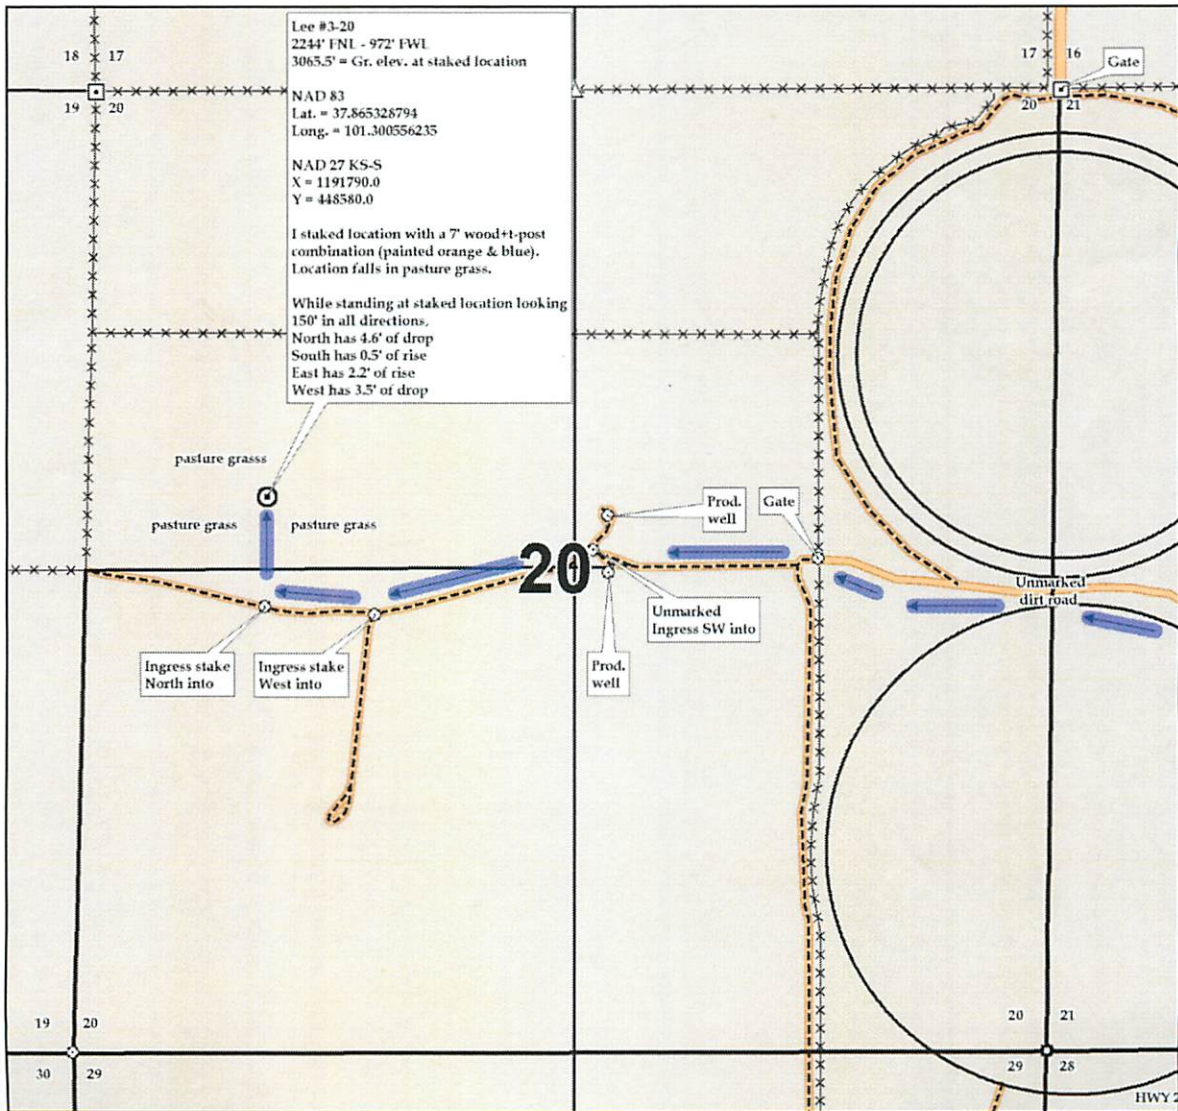 Lee #3-20
2244' FNL - 972' FWL
3065.5' = Gr. elev. at staked location
NAD 83
Lat. = 37.865328794
Long. = 101.300556235
NAD 27 KS-S
X = 1191790.0
Y = 448580.0
I staked location with a 7' wood+t-post
combination (painted orange & blue).
Location falls in pasture grass.
While standing at staked location looking
150' in all directions,
North has 4.6' of drop
South has 0.5' of rise
East has 2.2' of rise
West has 3.5' of drop
18 17
19 20
17 16
Gate
20 21
pasture grasss
pasture grass pasture grass
Prod.
well
Gate
20
Unmarked
dirt road
Unmarked
Ingress SW into
Ingress stake
North into
Ingress stake
West into
Prod.
well
19 20
30 29
20 21
29 28
HWY 2